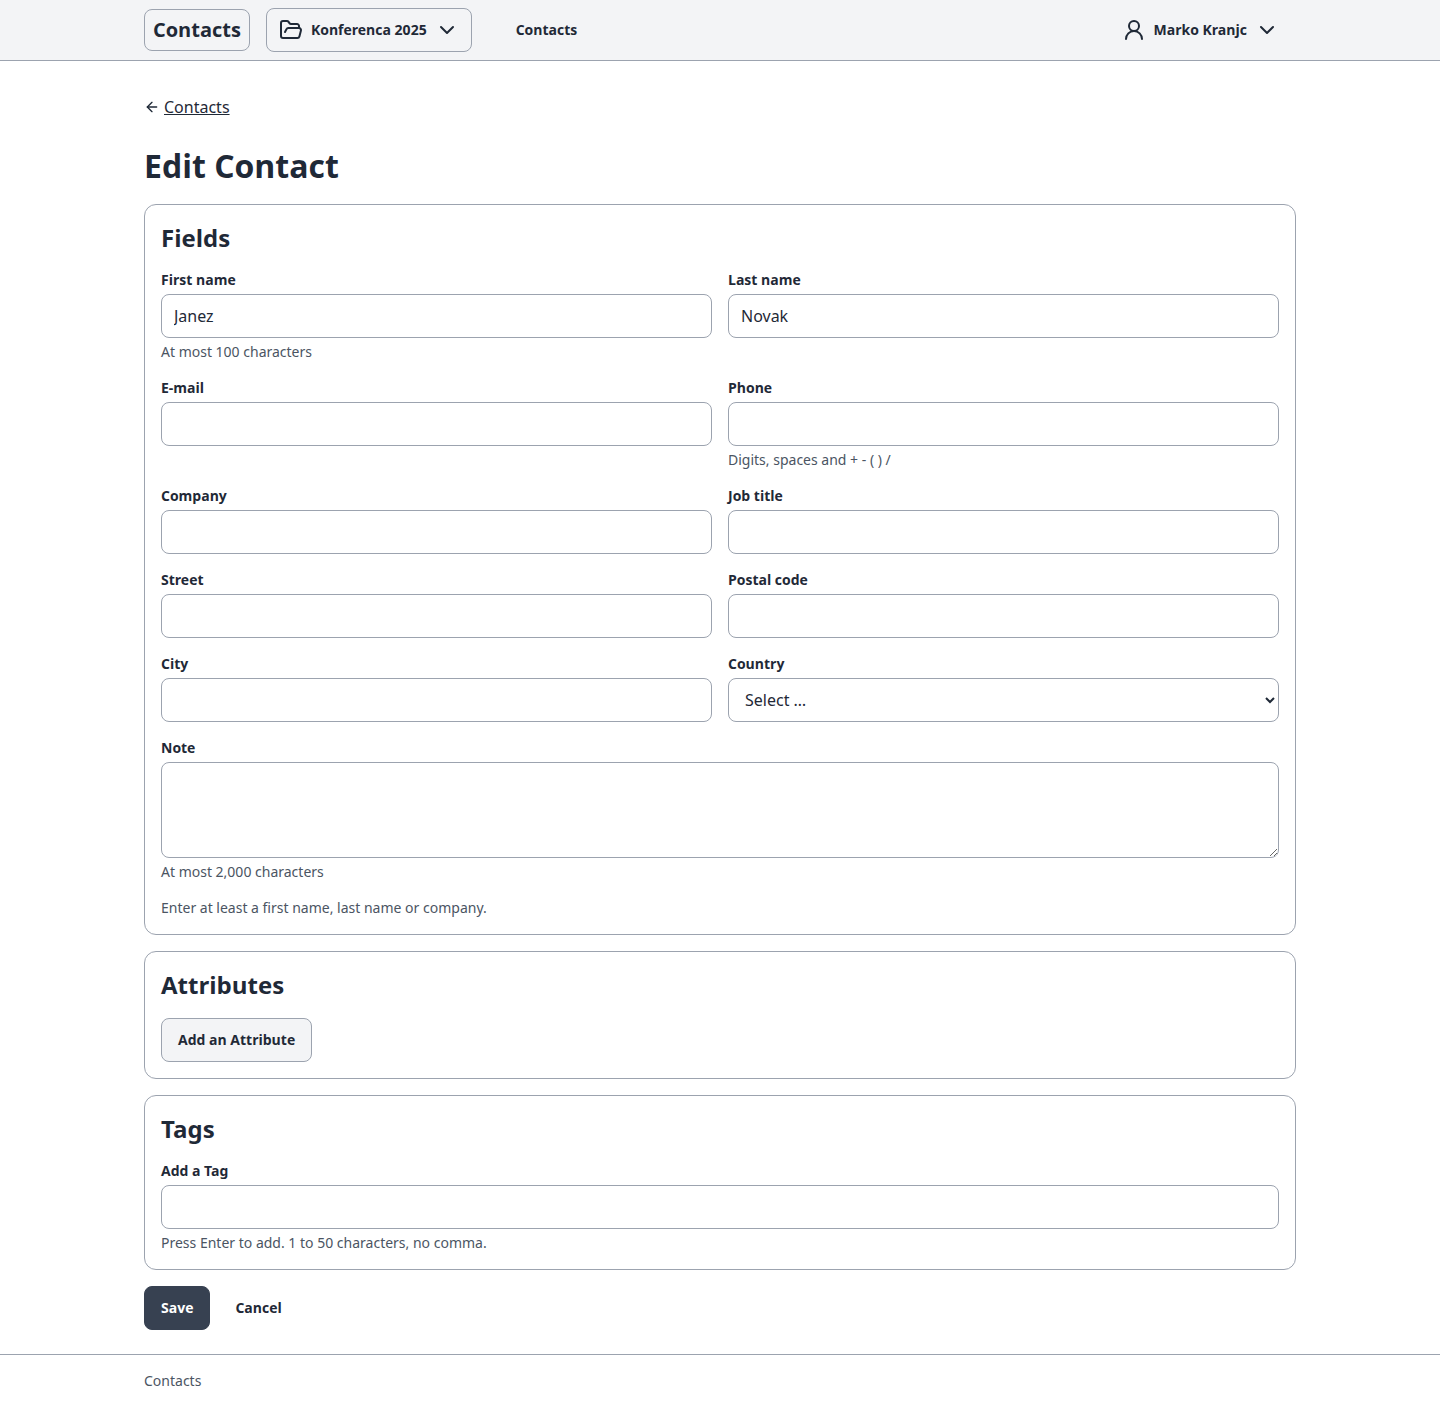 Contacts Konferenca 2025 Contacts Marko Kranjc
← Contacts
Edit Contact
Fields
First name Last name
Janez Novak
At most 100 characters
E-mail Phone
Digits, spaces and + - ( ) /
Company Job title
Street Postal code
City Country
Select ...
Note
At most 2,000 characters
Enter at least a first name, last name or company.
Attributes
Add an Attribute
Tags
Add a Tag
Press Enter to add. 1 to 50 characters, no comma.
Save Cancel
Contacts